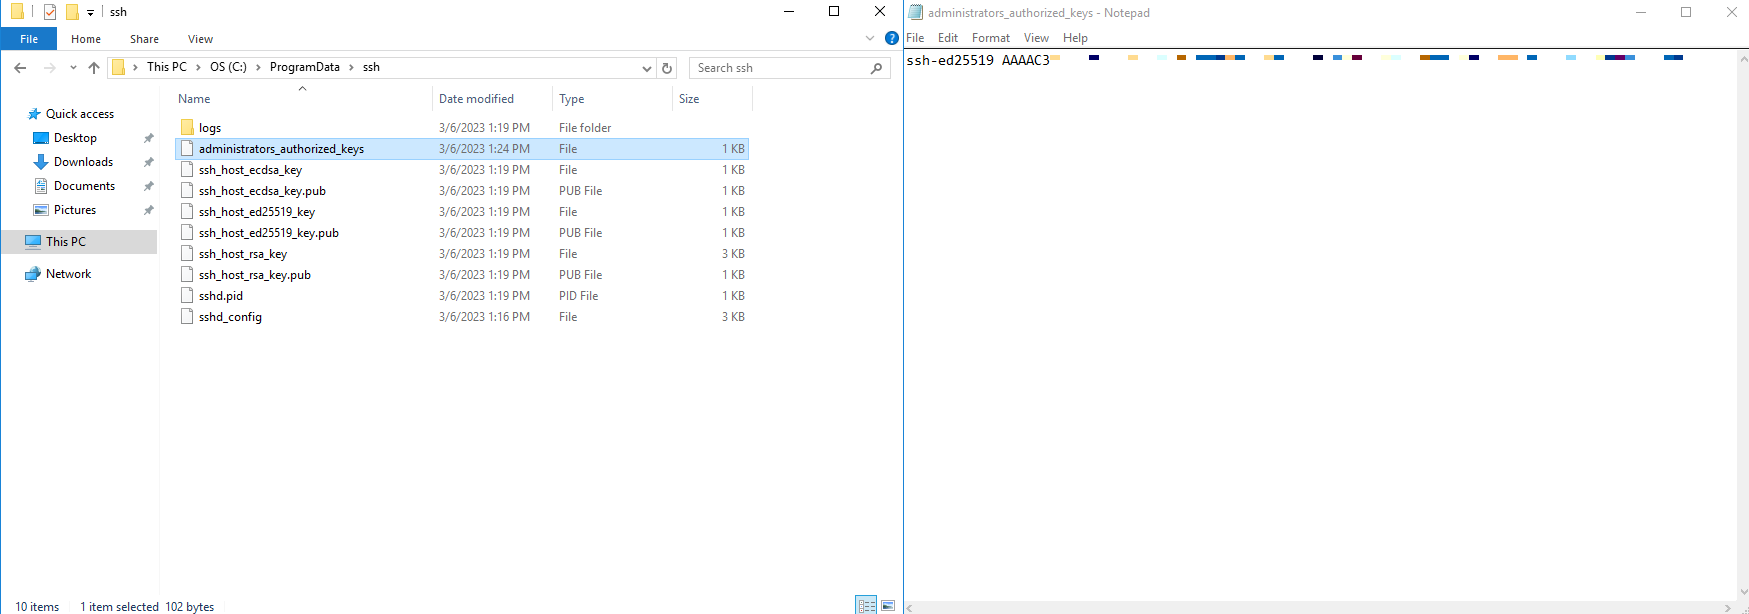 ssh
File Home Share View
This PC > OS (C:) > ProgramData > ssh
Search ssh
Quick access
Desktop
Downloads
Documents
Pictures
This PC
Network
Name Date modified Type Size
logs 3/6/2023 1:19 PM File folder
administrators_authorized_keys 3/6/2023 1:24 PM File 1 KB
ssh_host_ecdsa_key 3/6/2023 1:19 PM File 1 KB
ssh_host_ecdsa_key.pub 3/6/2023 1:19 PM PUB File 1 KB
ssh_host_ed25519_key 3/6/2023 1:19 PM File 1 KB
ssh_host_ed25519_key.pub 3/6/2023 1:19 PM PUB File 1 KB
ssh_host_rsa_key 3/6/2023 1:19 PM File 3 KB
ssh_host_rsa_key.pub 3/6/2023 1:19 PM PUB File 1 KB
sshd.pid 3/6/2023 1:19 PM PID File 1 KB
sshd_config 3/6/2023 1:16 PM File 3 KB
10 items 1 item selected 102 bytes
administrators_authorized_keys - Notepad
File Edit Format View Help
ssh-ed25519 AAAAC3